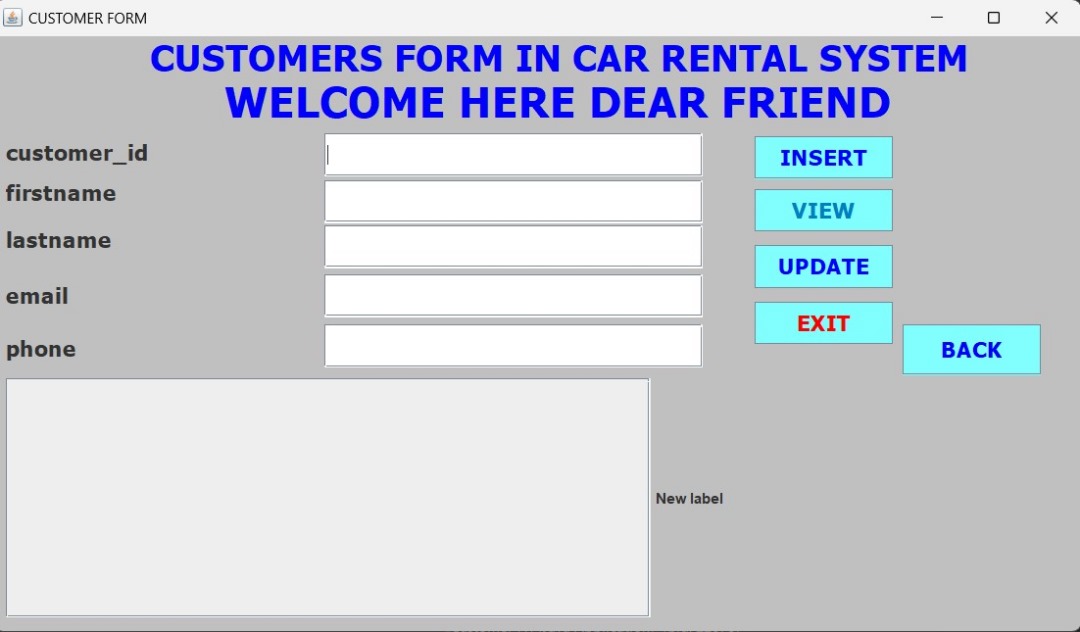 CUSTOMER FORM
CUSTOMERS FORM IN CAR RENTAL SYSTEM
WELCOME HERE DEAR FRIEND
customer_id
INSERT
firstname
VIEW
lastname
UPDATE
email
EXIT
phone
BACK
New label